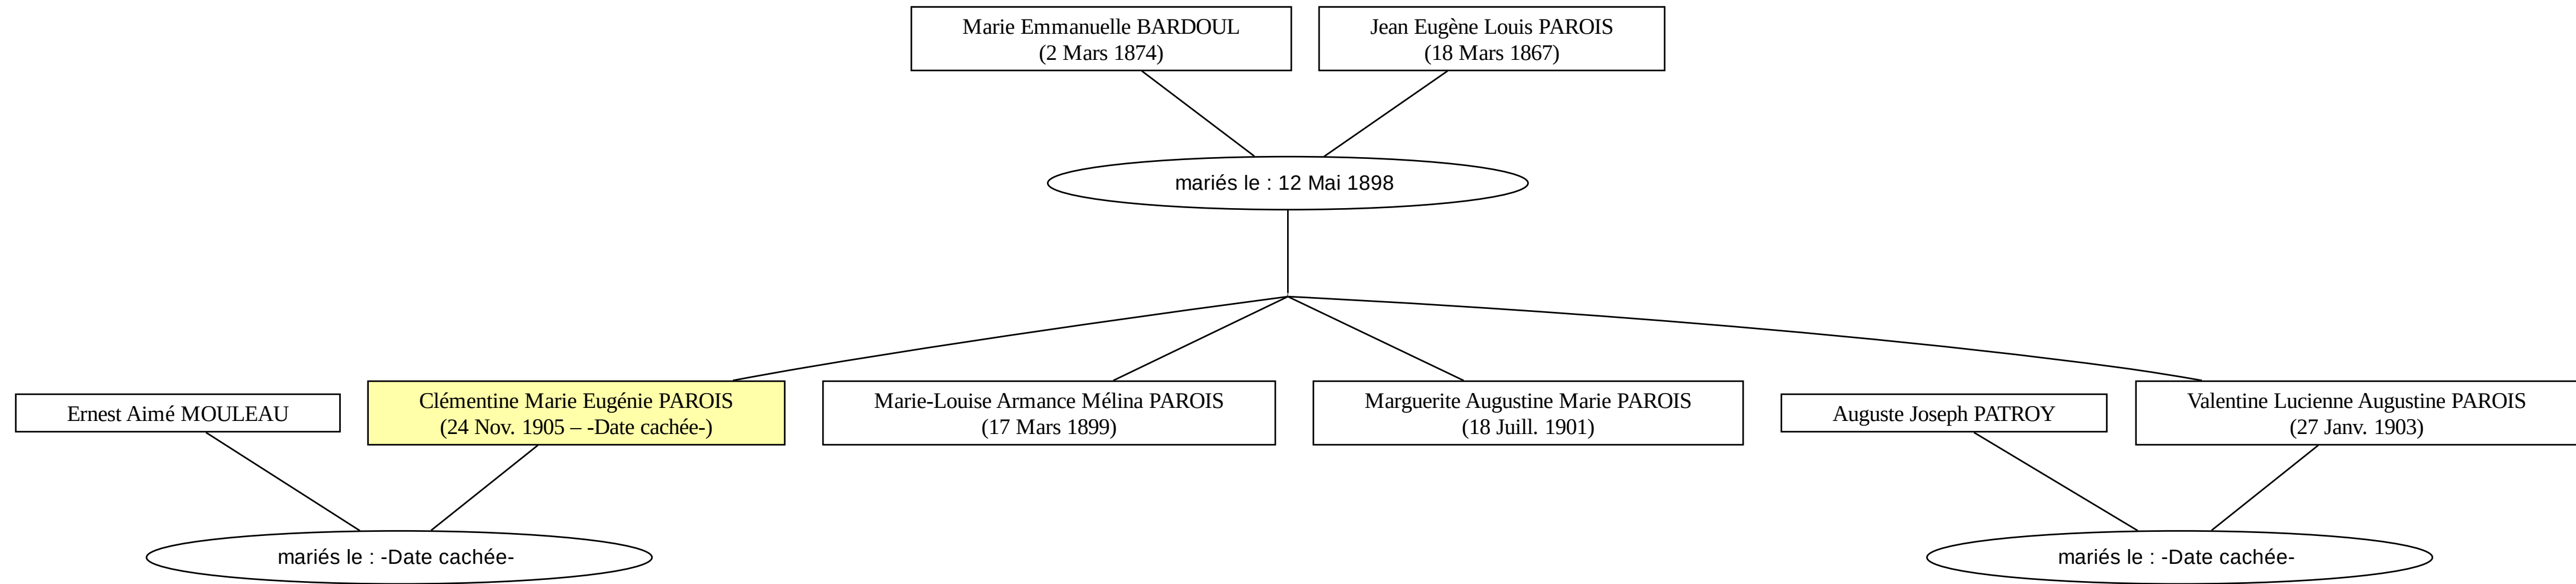 Marie Emmanuelle BARDOUL
(2 Mars 1874)
Jean Eugène Louis PAROIS
(18 Mars 1867)
mariés le : 12 Mai 1898
Ernest Aimé MOULEAU
Clémentine Marie Eugénie PAROIS
(24 Nov. 1905 – -Date cachée-)
Marie-Louise Armance Mélina PAROIS
(17 Mars 1899)
Marguerite Augustine Marie PAROIS
(18 Juill. 1901)
Auguste Joseph PATROY
Valentine Lucienne Augustine PAROIS
(27 Janv. 1903)
mariés le : -Date cachée-
mariés le : -Date cachée-